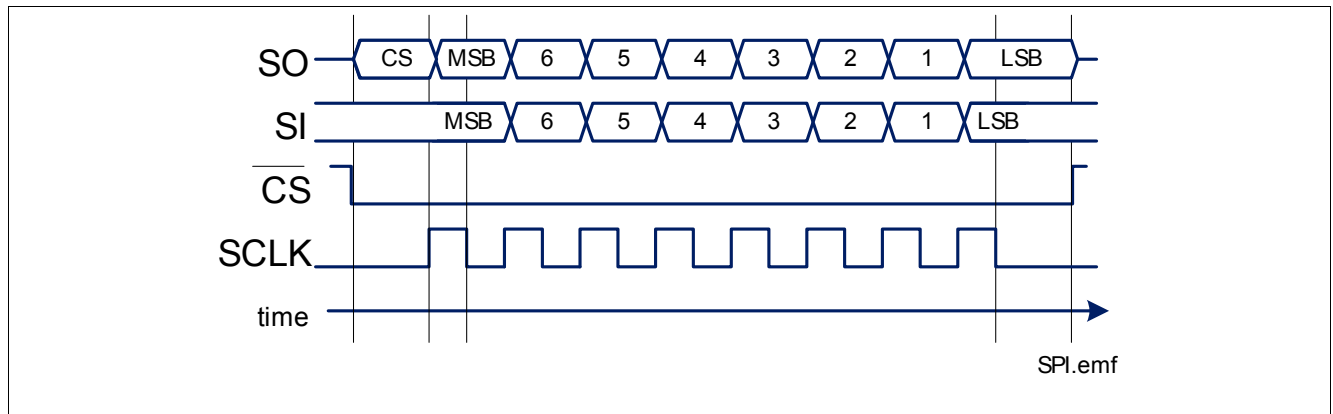 SO CS MSB 6 5 4 3 2 1 LSB
SI MSB 6 5 4 3 2 1 LSB
CS
SCLK
time
SPI.emf